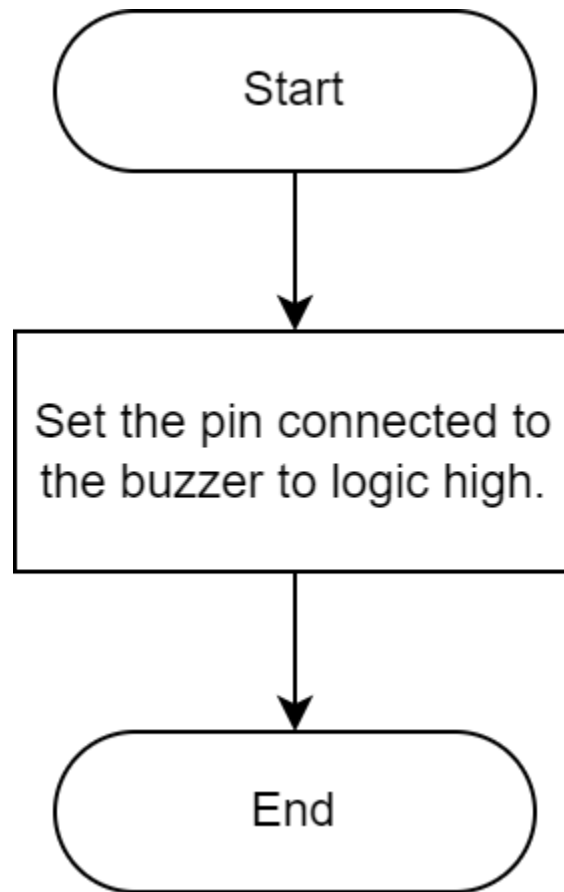 Start
Set the pin connected to
the buzzer to logic high.
End